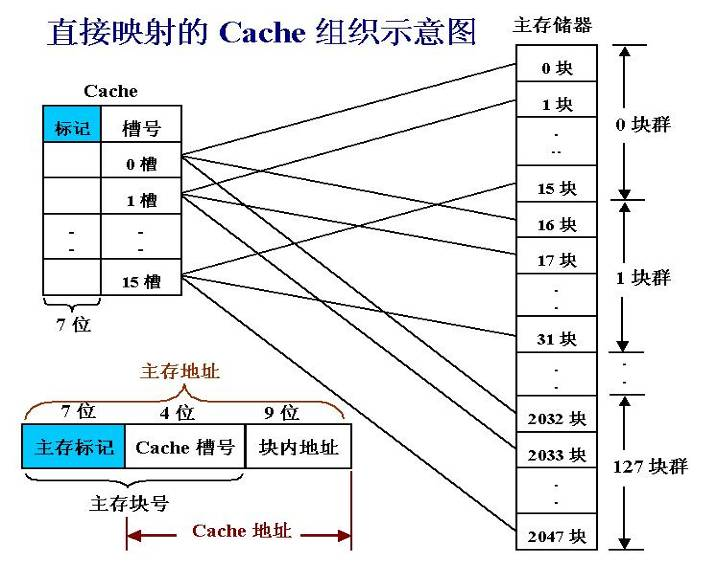 直接映射的 Cache 组织示意图
主存储器
Cache
标记 槽号
0 槽
1 槽
15 槽
7 位
0 块
1 块
15 块
16 块
17 块
31 块
2032 块
2033 块
2047 块
0 块群
1 块群
127 块群
主存地址
7 位 4 位 9 位
主存标记 Cache 槽号 块内地址
主存块号
Cache 地址